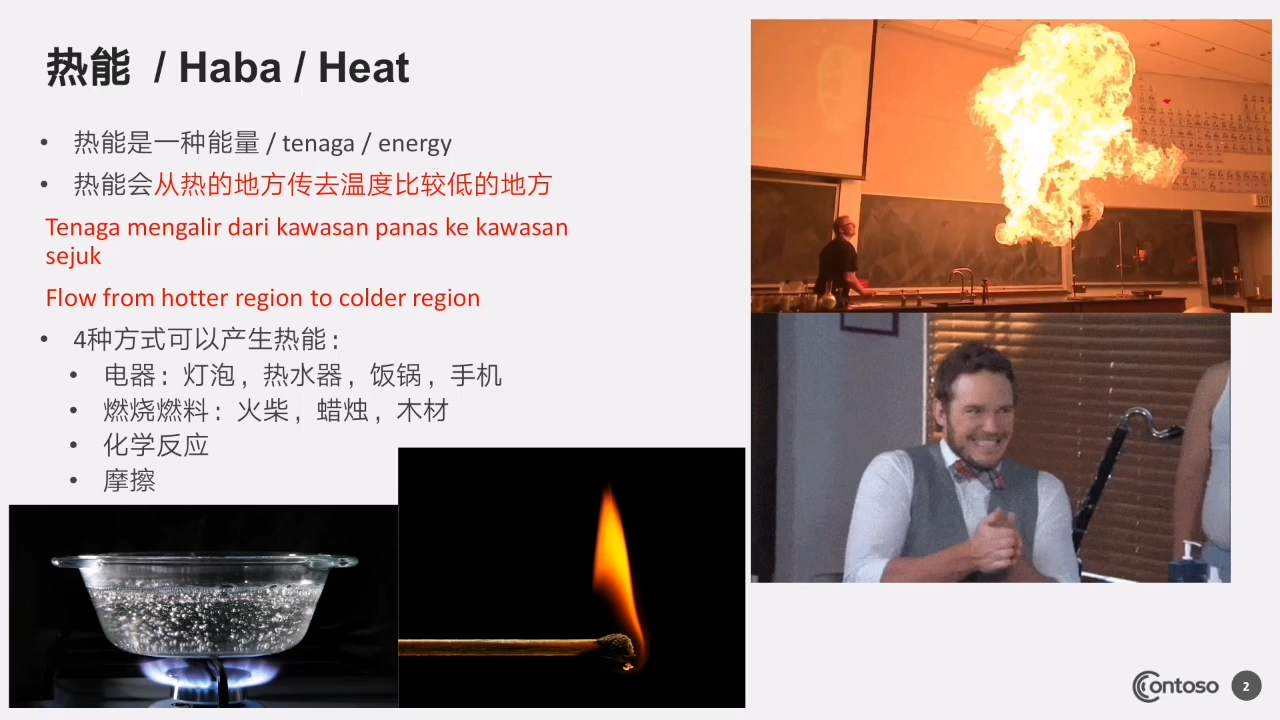 热能 / Haba / Heat
• 热能是一种能量 / tenaga / energy
• 热能会从热的地方传去温度比较低的地方
Tenaga mengalir dari kawasan panas ke kawasan
sejuk
Flow from hotter region to colder region
• 4种方式可以产生热能：
• 电器：灯泡，热水器，饭锅，手机
• 燃烧燃料：火柴，蜡烛，木材
• 化学反应
• 摩擦
EXIT
Contoso
2